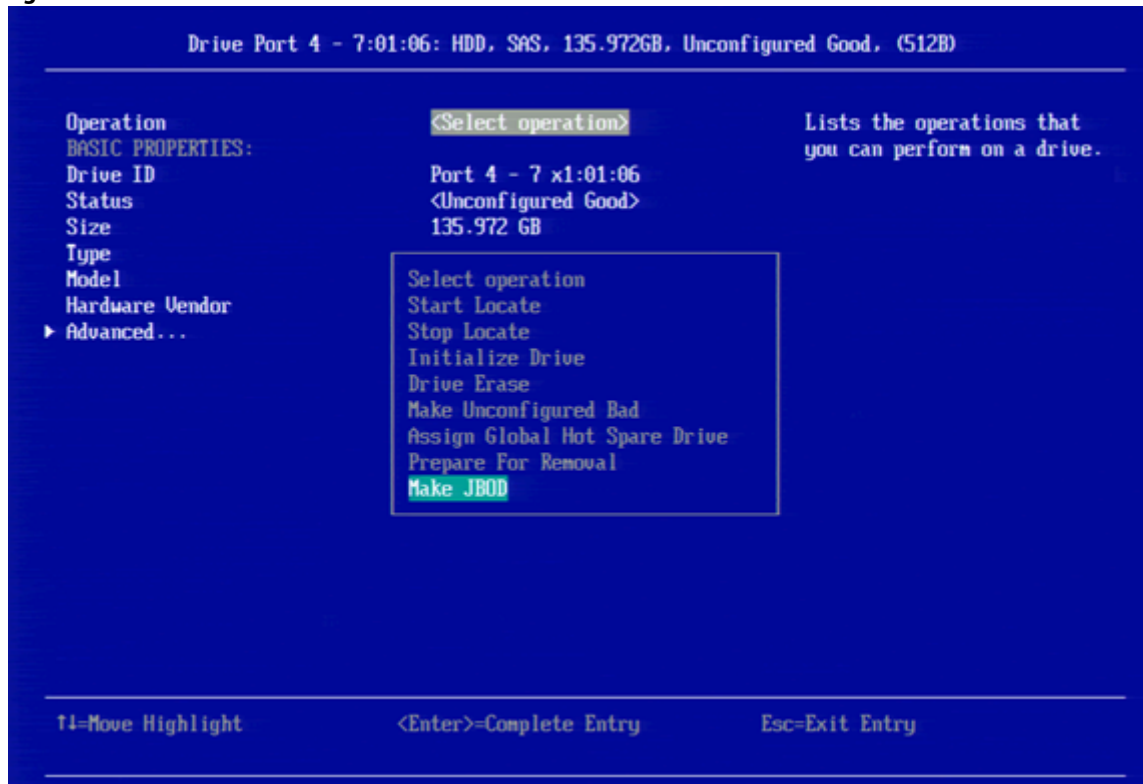 Drive Port 4 - 7:01:06: HDD, SAS, 135.972GB, Unconfigured Good, (512B)
Operation <Select operation> Lists the operations that
BASIC PROPERTIES: you can perform on a drive.
Drive ID Port 4 - 7 x1:01:06
Status <Unconfigured Good>
Size 135.972 GB
Type
Model Select operation
Hardware Vendor Start Locate
▶ Advanced... Stop Locate
Initialize Drive
Drive Erase
Make Unconfigured Bad
Assign Global Hot Spare Drive
Prepare For Removal
Make JBOD
↑↓=Move Highlight <Enter>=Complete Entry Esc=Exit Entry